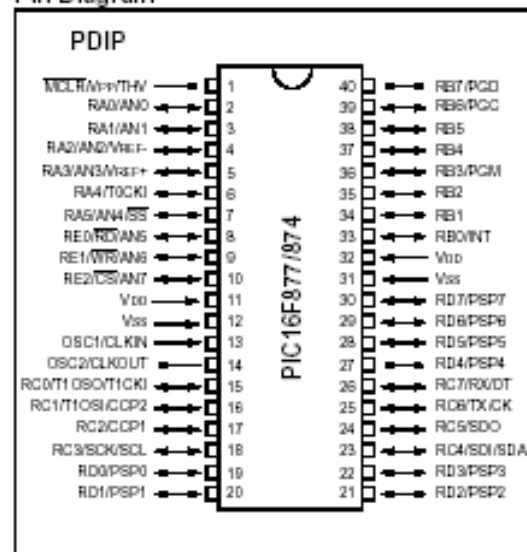 PDIP
MCLR/VPP/THV 1
RA0/AN0 2
RA1/AN1 3
RA2/AN2/VREF- 4
RA3/AN3/VREF+ 5
RA4/T0CKI 6
RA5/AN4/SS 7
RE0/RD/AN5 8
RE1/WR/AN6 9
RE2/CS/AN7 10
VDD 11
VSS 12
OSC1/CLKIN 13
OSC2/CLKOUT 14
RC0/T1OSO/T1CKI 15
RC1/T1OSI/CCP2 16
RC2/CCP1 17
RC3/SCK/SCL 18
RD0/PSP0 19
RD1/PSP1 20
PIC16F877/874
40 RB7/PGD
39 RB6/PGC
38 RB5
37 RB4
36 RB3/PGM
35 RB2
34 RB1
33 RB0/INT
32 VDD
31 VSS
30 RD7/PSP7
29 RD6/PSP6
28 RD5/PSP5
27 RD4/PSP4
26 RC7/RX/DT
25 RC6/TX/CK
24 RC5/SDO
23 RC4/SDI/SDA
22 RD3/PSP3
21 RD2/PSP2